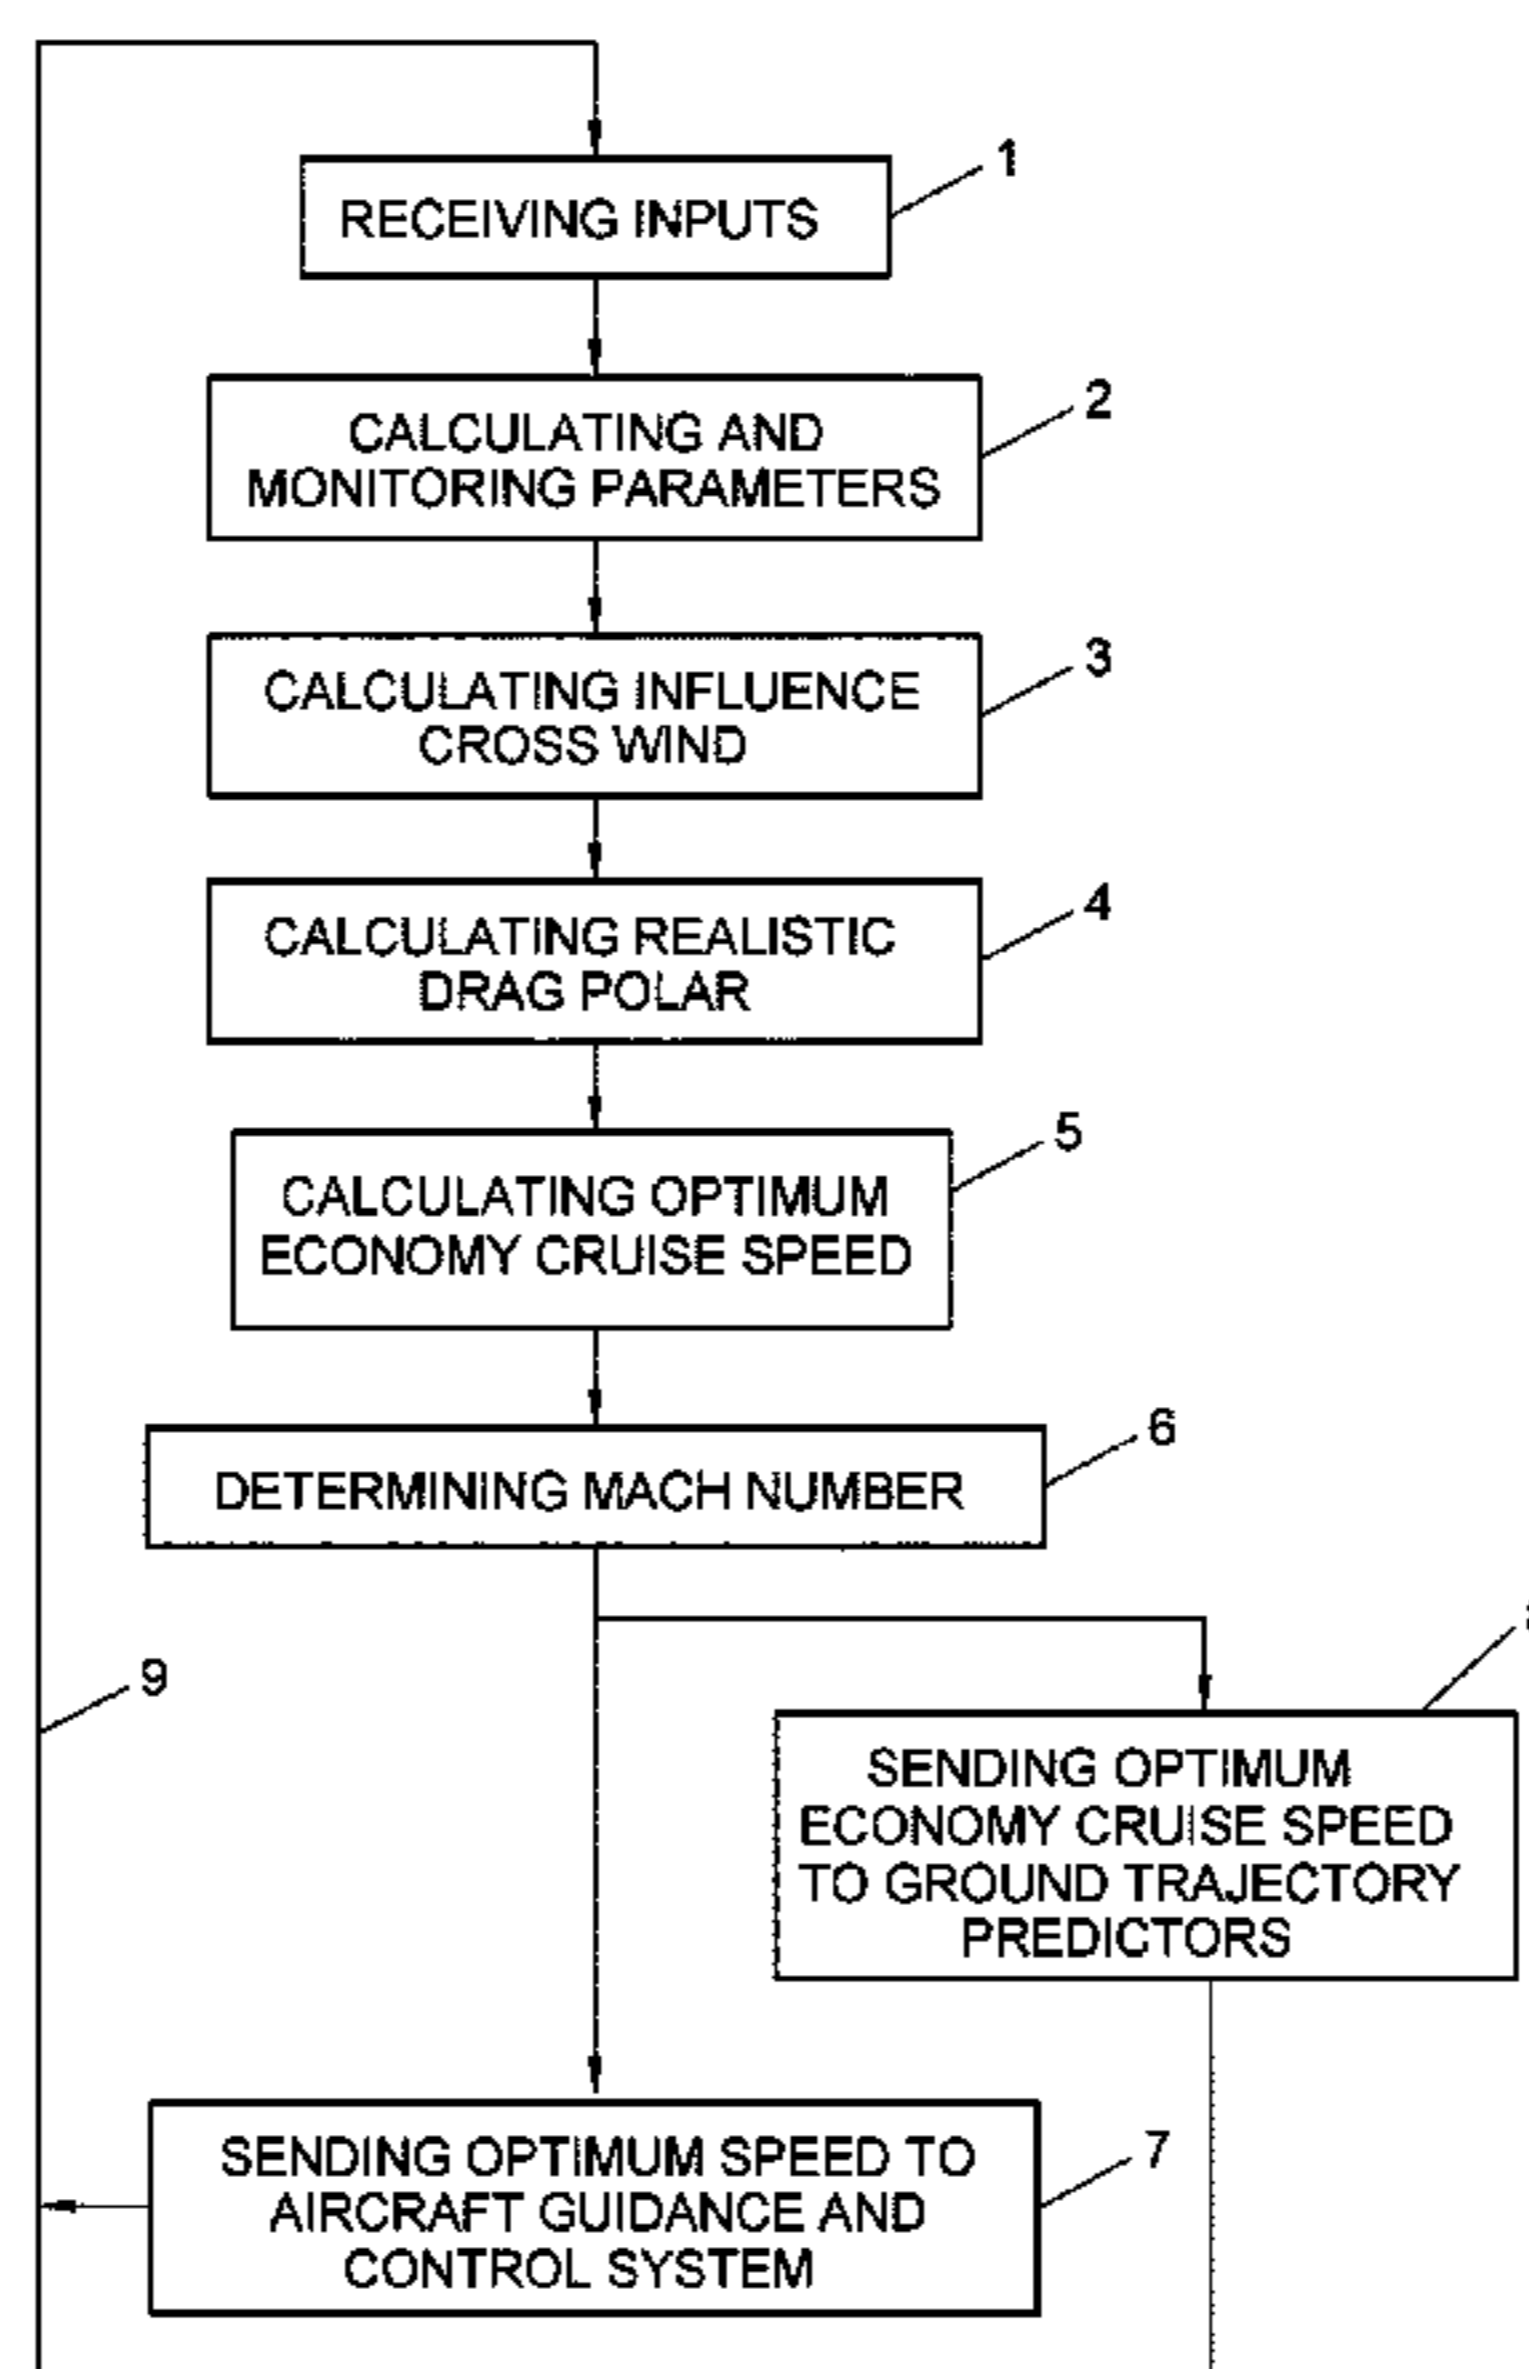 1
RECEIVING INPUTS
2
CALCULATING AND
MONITORING PARAMETERS
3
CALCULATING INFLUENCE
CROSS WIND
4
CALCULATING REALISTIC
DRAG POLAR
5
CALCULATING OPTIMUM
ECONOMY CRUISE SPEED
6
DETERMINING MACH NUMBER
9
SENDING OPTIMUM
ECONOMY CRUISE SPEED
TO GROUND TRAJECTORY
PREDICTORS
7
SENDING OPTIMUM SPEED TO
AIRCRAFT GUIDANCE AND
CONTROL SYSTEM